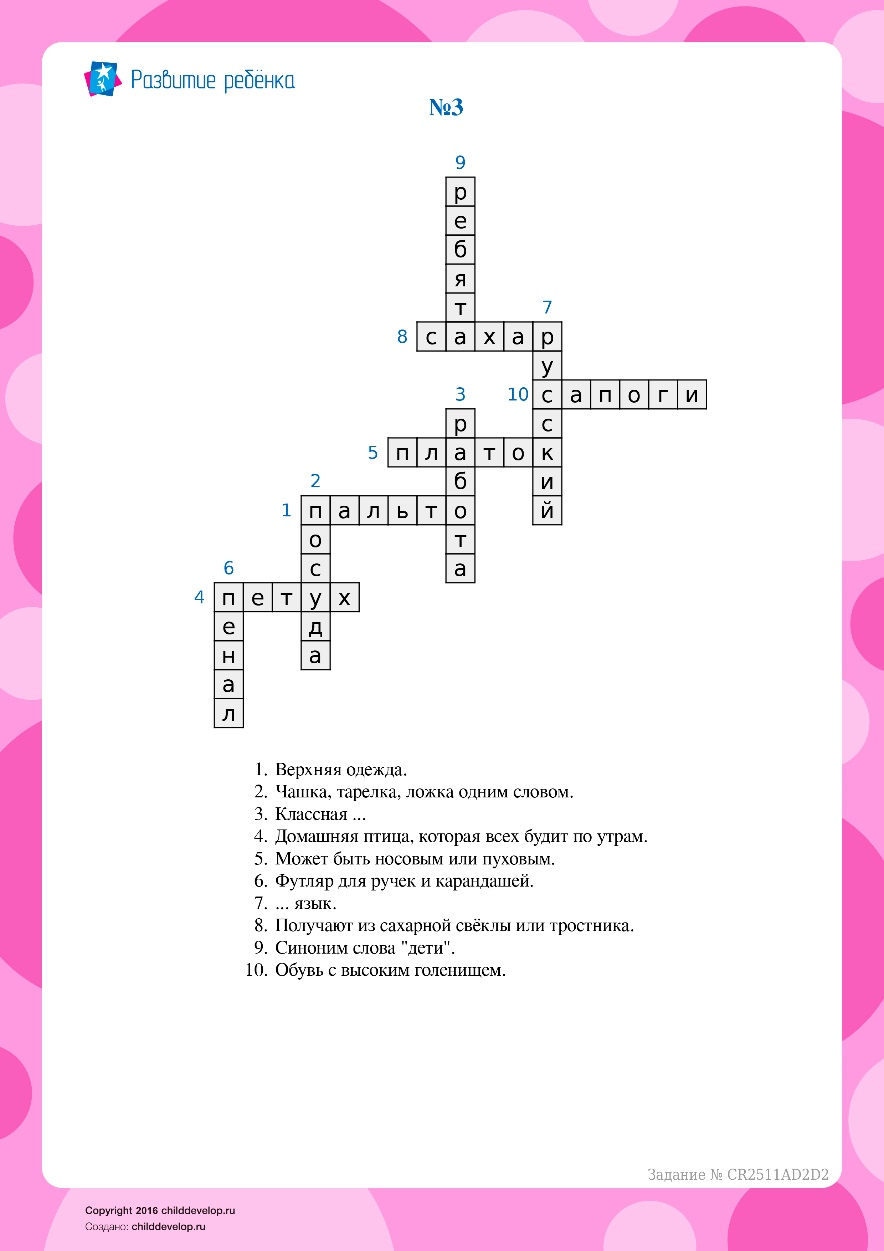 Развитие ребёнка
№3
9
р
е
б
я
т
7
8 сахар
у
3 10 сапоги
р с
5 платок
2 б и
1 пальто й
о т
6 с а
4 петух
е д
н а
а
л
1. Верхняя одежда.
2. Чашка, тарелка, ложка одним словом.
3. Классная ...
4. Домашняя птица, которая всех будит по утрам.
5. Может быть носовым или пуховым.
6. Футляр для ручек и карандашей.
7. ... язык.
8. Получают из сахарной свёклы или тростника.
9. Синоним слова "дети".
10. Обувь с высоким голенищем.
Задание № CR2511AD2D2
Copyright 2016 childdevelop.ru
Создано: childdevelop.ru